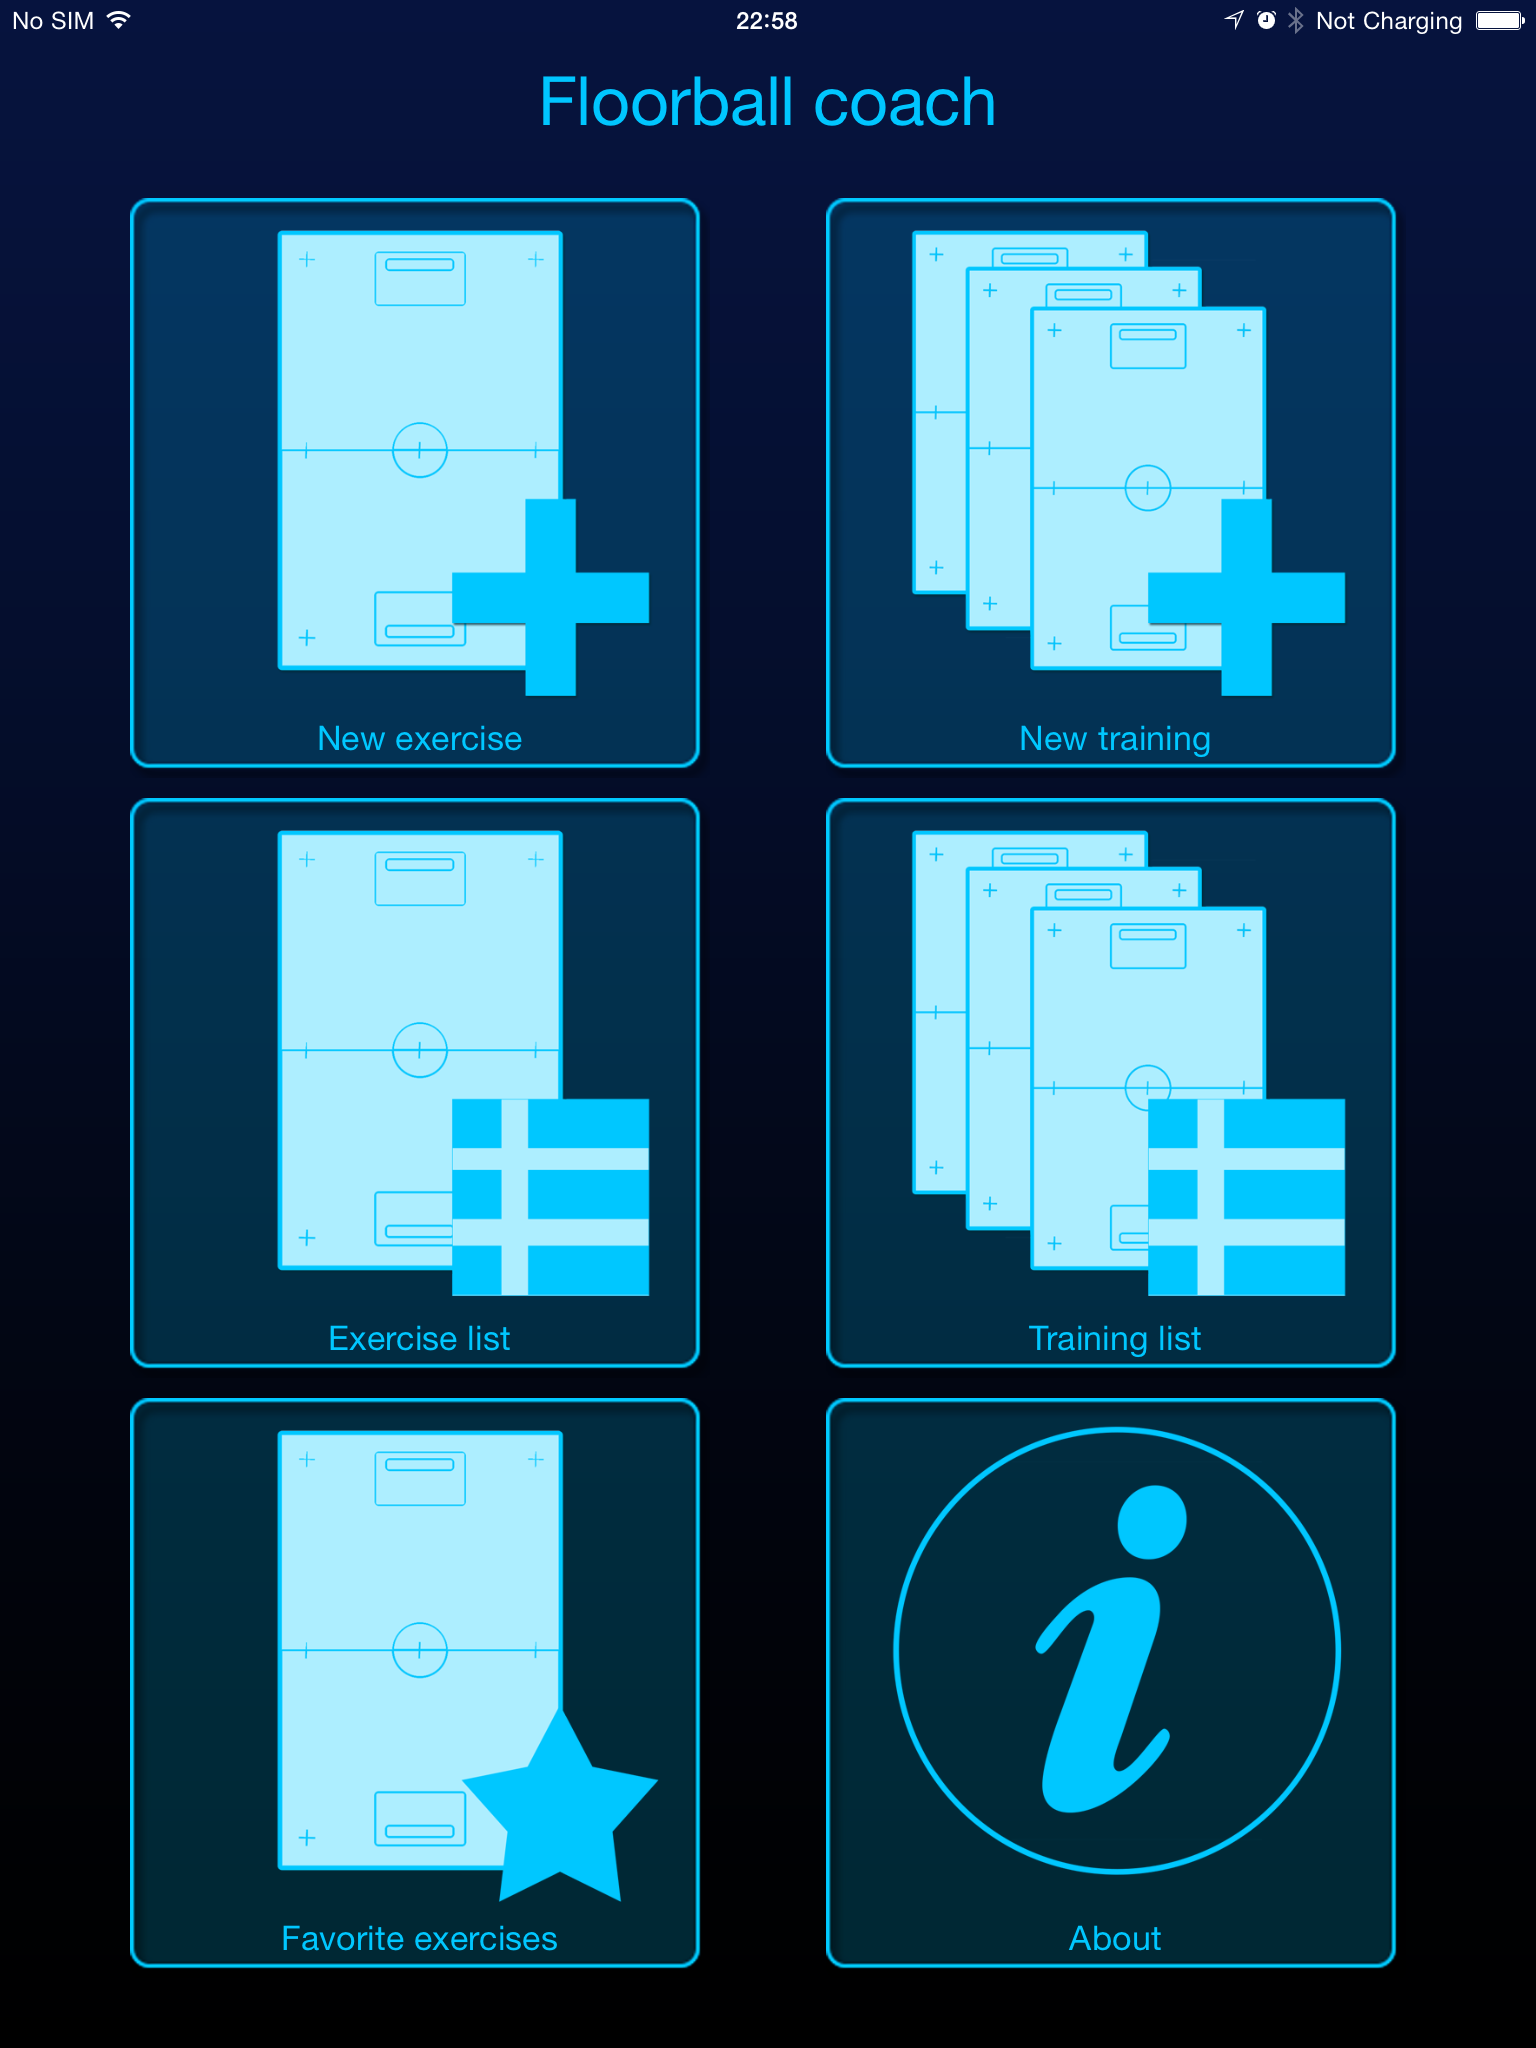 No SIM 22:58 Not Charging
Floorball coach
New exercise
New training
Exercise list
Training list
Favorite exercises
About